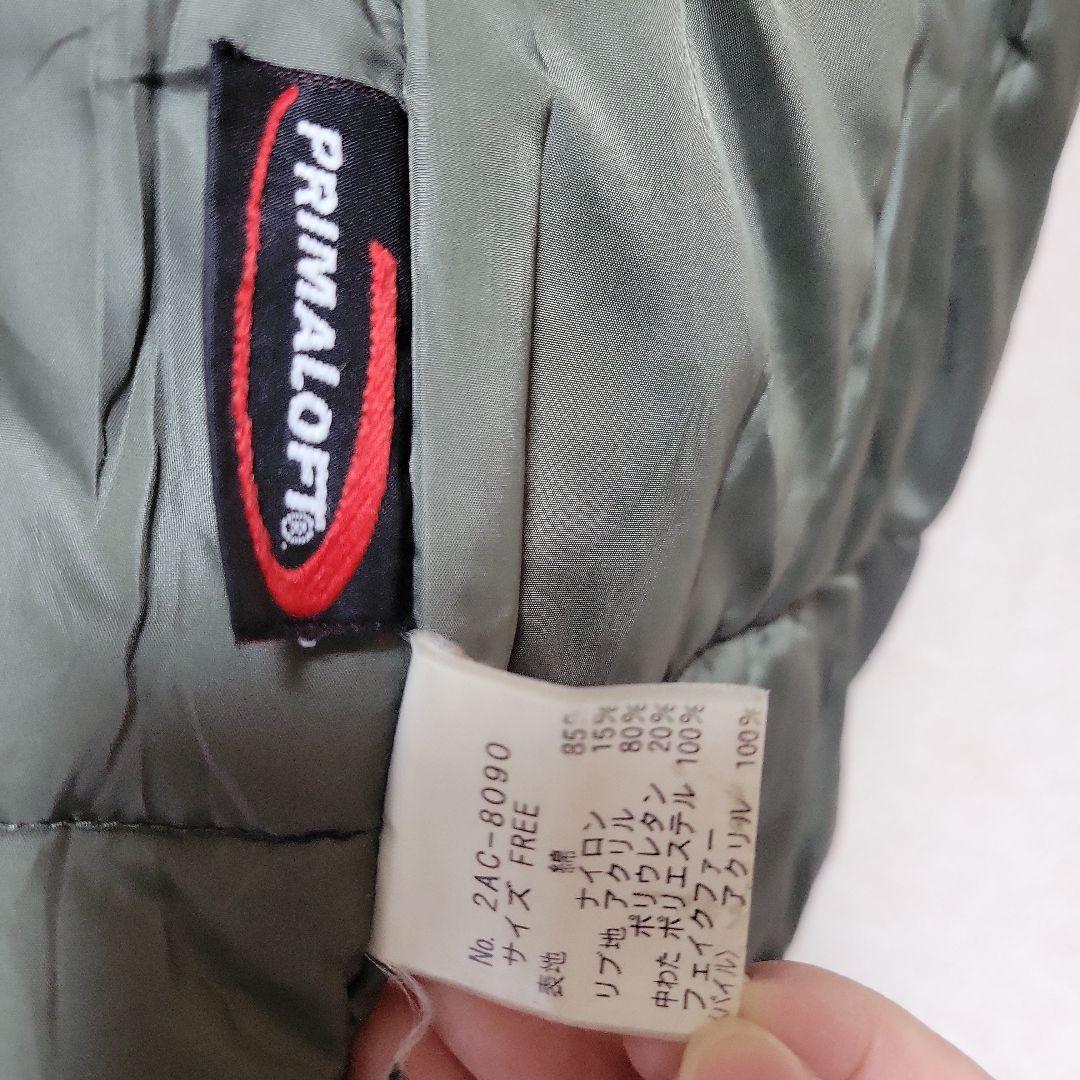 PRIMALOFT®
No. 2AC-8090
サイズ FREE
表地 綿 85%
ナイロン 15%
リブ地 アクリル 80%
ポリウレタン 20%
中わた ポリエステル 100%
フェイクファー
(パイル) アクリル 100%